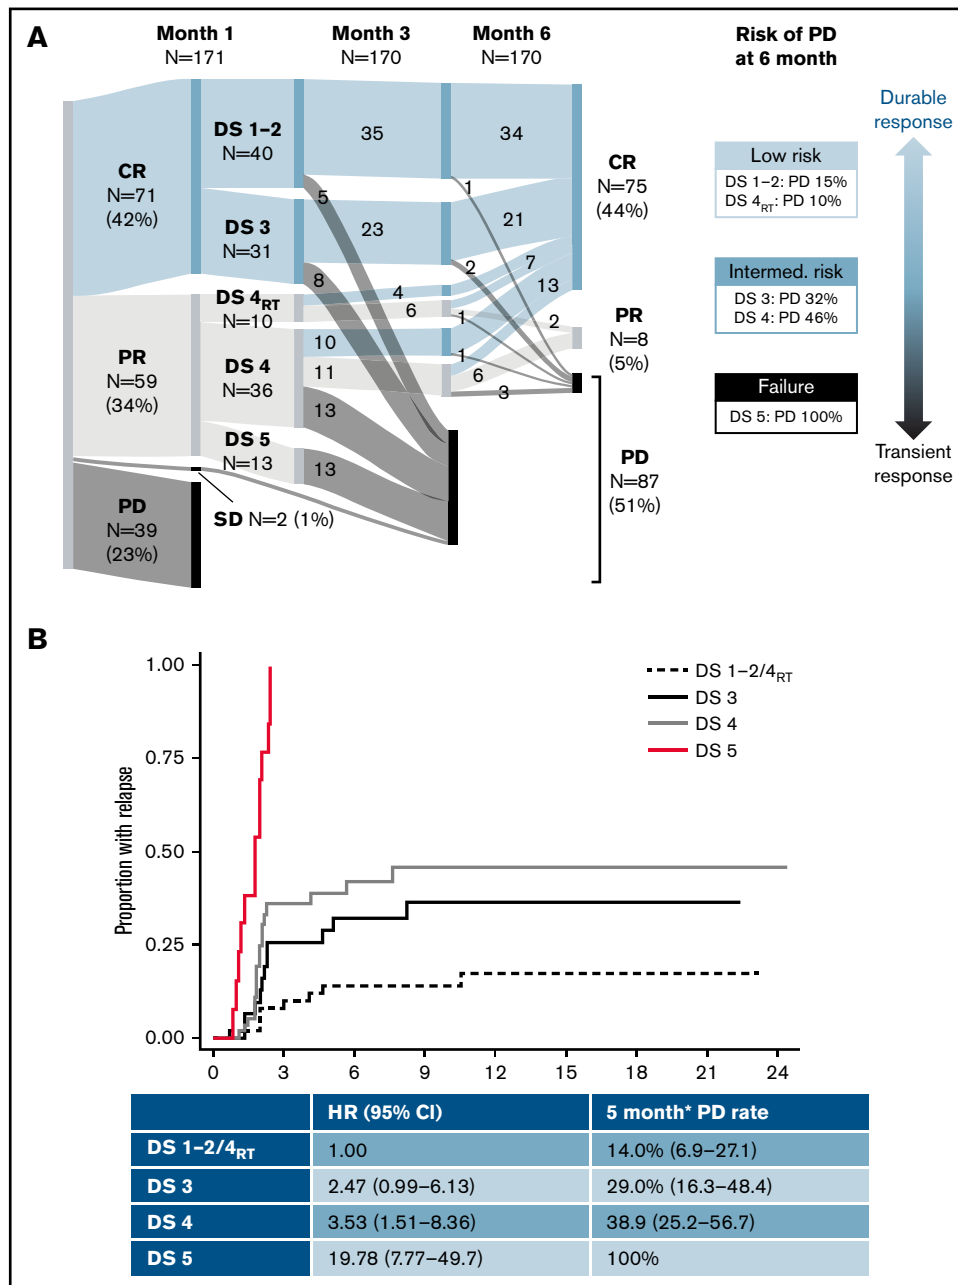 A
Month 1
N=171
Month 3
N=170
Month 6
N=170
Risk of PD
at 6 month
CR
N=71
(42%)
DS 1–2
N=40
DS 3
N=31
PR
N=59
(34%)
DS 4RT
N=10
DS 4
N=36
DS 5
N=13
SD N=2 (1%)
PD
N=39
(23%)
35
5
23
8
4
6
10
11
13
13
34
1
21
2
7
13
1
1
2
6
3
CR
N=75
(44%)
PR
N=8
(5%)
PD
N=87
(51%)
Low risk
DS 1–2: PD 15%
DS 4RT: PD 10%
Intermed. risk
DS 3: PD 32%
DS 4: PD 46%
Failure
DS 5: PD 100%
Durable
response
Transient
response
B
Proportion with relapse
1.00
0.75
0.50
0.25
0.00
0 3 6 9 12 15 18 21 24
DS 1–2/4RT
DS 3
DS 4
DS 5
HR (95% CI) 5 month* PD rate
DS 1–2/4RT 1.00 14.0% (6.9–27.1)
DS 3 2.47 (0.99–6.13) 29.0% (16.3–48.4)
DS 4 3.53 (1.51–8.36) 38.9 (25.2–56.7)
DS 5 19.78 (7.77–49.7) 100%